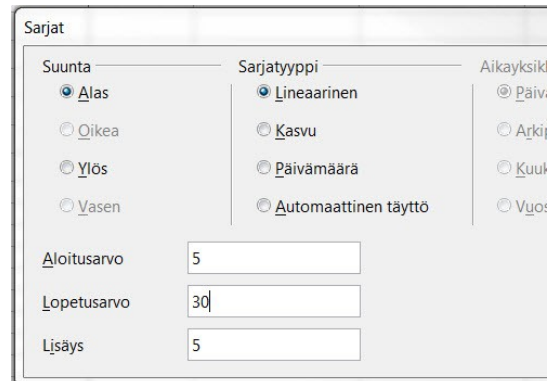 Sarjat
Suunta Sarjatyyppi
Alas Lineaarinen
Oikea Kasvu
Ylös Päivämäärä
Vasen Automaattinen täyttö
Aloitusarvo 5
Lopetusarvo 30
Lisäys 5